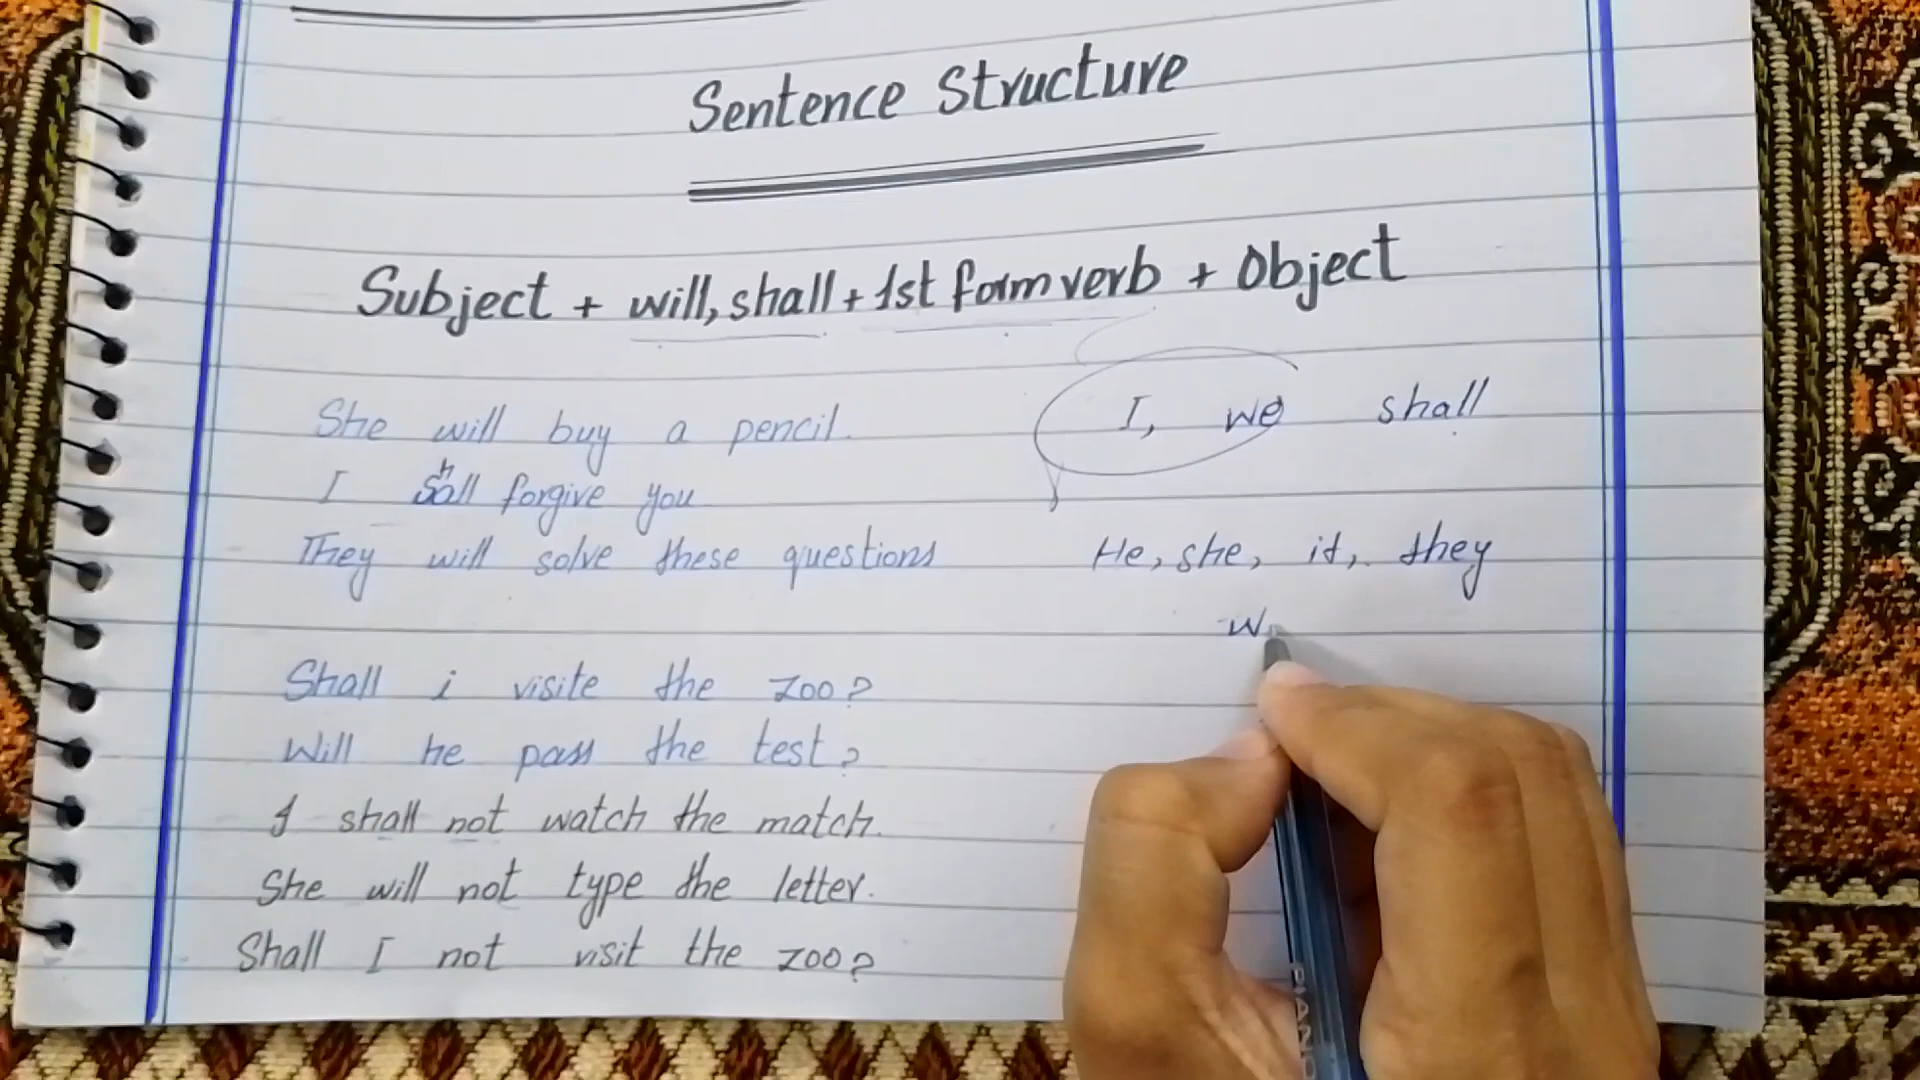 Sentence Structure
Subject + will, shall + 1st form verb + Object
She will buy a pencil.
I shall forgive you
They will solve these questions
Shall i visite the zoo?
Will he pass the test?
I shall not watch the match.
She will not type the letter.
Shall I not visit the zoo?
I, we shall
He, she, it, they
w
PIANO